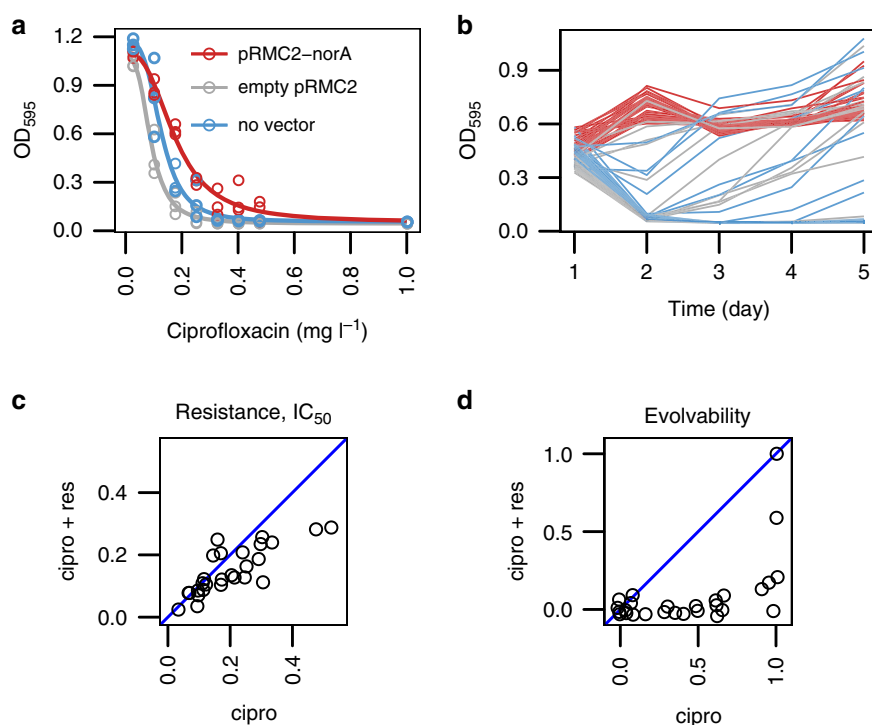 a
1.2
0.9
0.6
0.3
0.0
OD595
pRMC2−norA
empty pRMC2
no vector
0.0
0.2
0.4
0.6
0.8
1.0
Ciprofloxacin (mg l−1)
b
0.9
0.6
0.3
0.0
OD595
1 2 3 4 5
Time (day)
c
Resistance, IC50
0.4
0.2
0.0
cipro + res
0.0
0.2
0.4
cipro
d
Evolvability
1.0
0.5
0.0
cipro + res
0.0
0.5
1.0
cipro